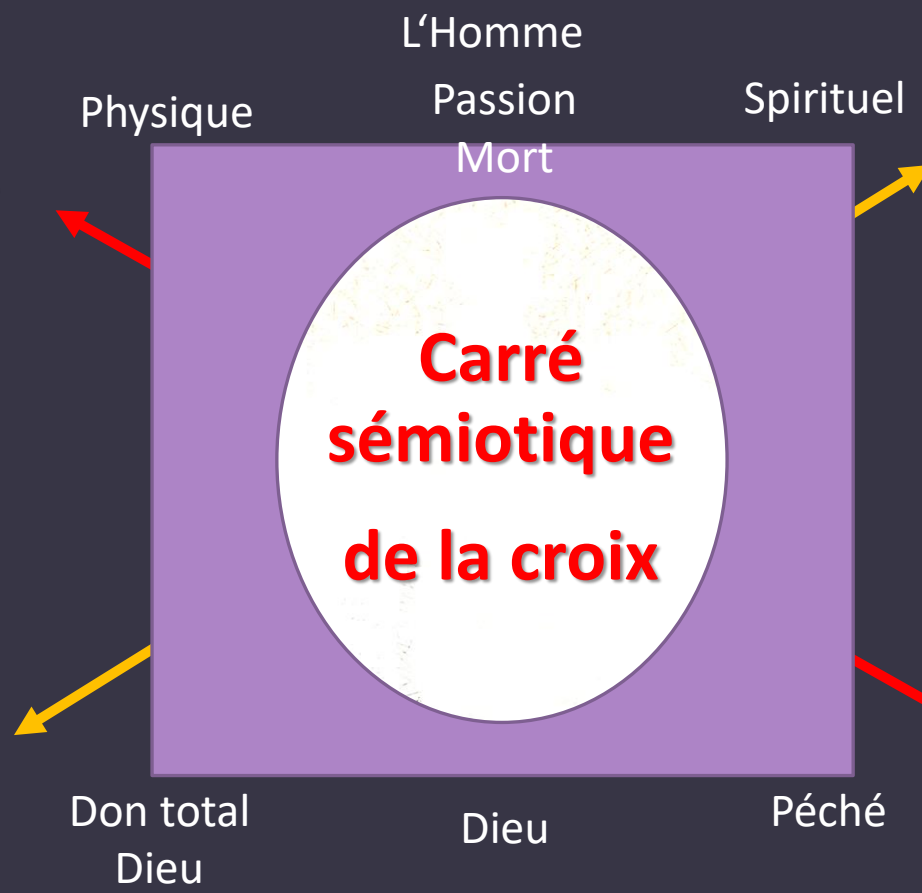 L‘Homme
Physique
Passion
Spirituel
Mort
Carré
sémiotique
de la croix
Don total
Dieu
Dieu
Péché